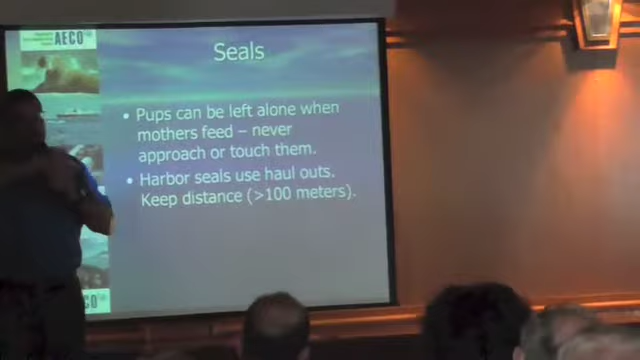 AECO
Seals
• Pups can be left alone when
mothers feed – never
approach or touch them.
• Harbor seals use haul outs.
Keep distance (>100 meters).
CO